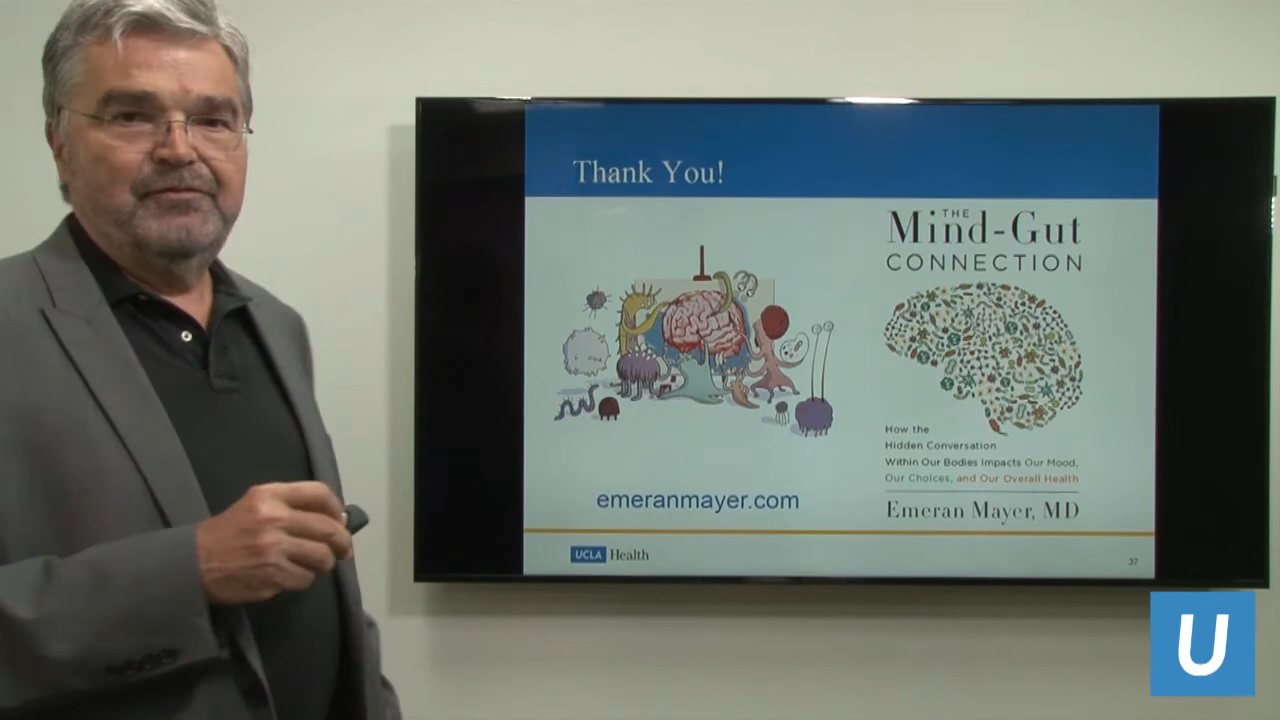 Thank You!
THE
Mind-Gut
CONNECTION
How the
Hidden Conversation
Within Our Bodies Impacts Our Mood,
Our Choices, and Our Overall Health
Emeran Mayer, MD
emeranmayer.com
UCLA Health
37
U